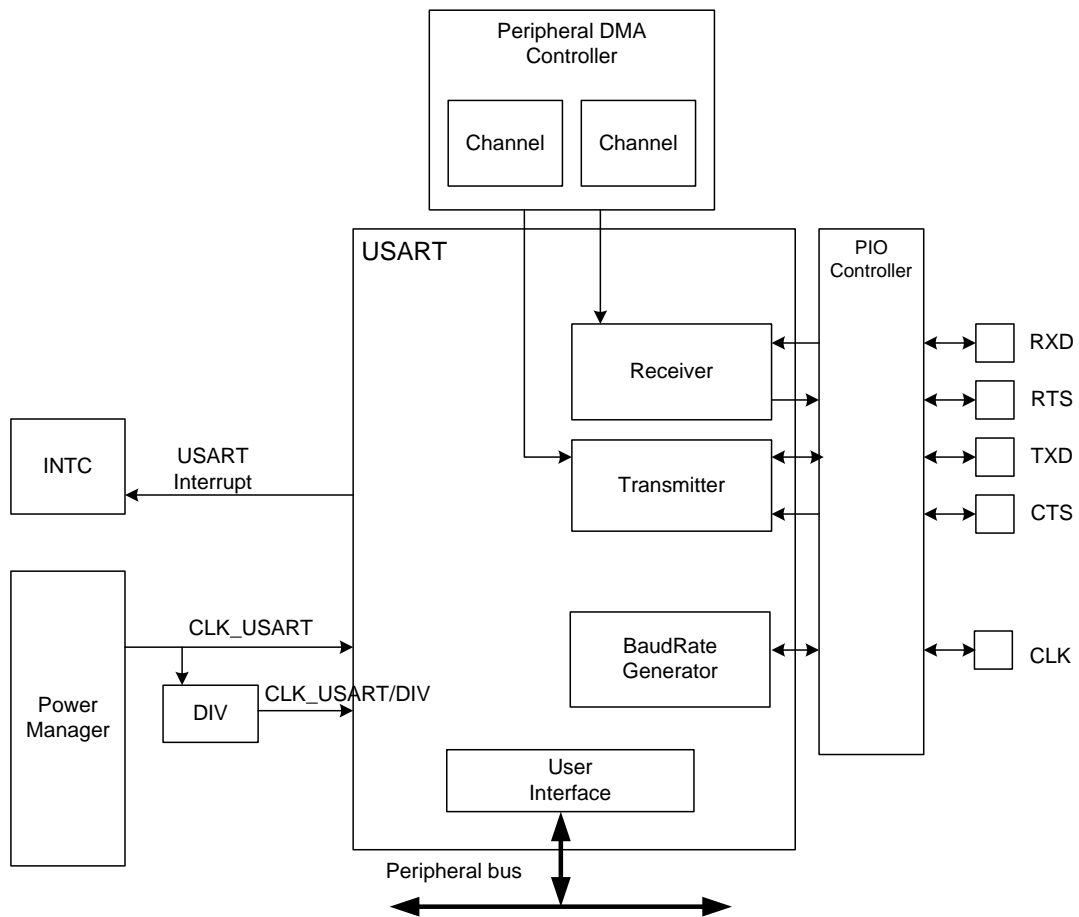 Peripheral DMA
Controller
Channel
Channel
USART
PIO
Controller
Receiver
RXD
RTS
INTC
USART
Interrupt
Transmitter
TXD
CTS
CLK_USART
BaudRate
Generator
CLK
Power
Manager
DIV
CLK_USART/DIV
User
Interface
Peripheral bus